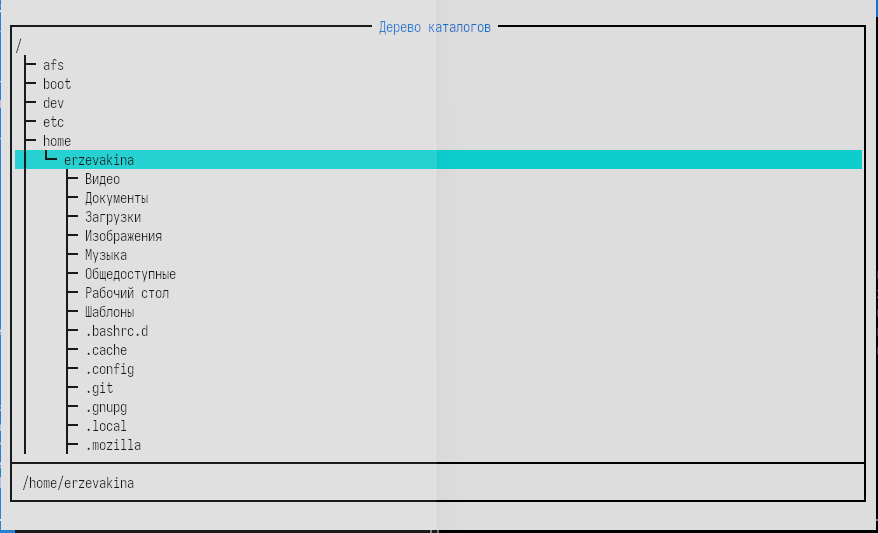 Дерево каталогов
/
afs
boot
dev
etc
home
erzevakina
Видео
Документы
Загрузки
Изображения
Музыка
Общедоступные
Рабочий стол
Шаблоны
.bashrc.d
.cache
.config
.git
.gnupg
.local
.mozilla
/home/erzevakina